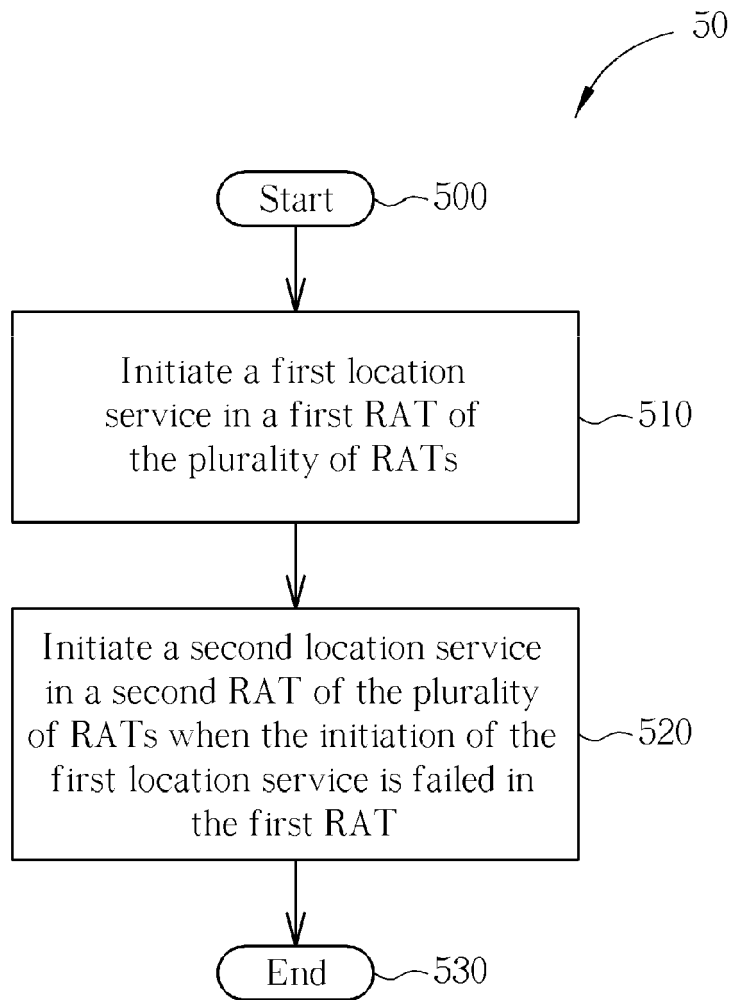 50
Start
500
Initiate a first location
service in a first RAT of
the plurality of RATs
510
Initiate a second location service
in a second RAT of the plurality
of RATs when the initiation of the
first location service is failed in
the first RAT
520
End
530